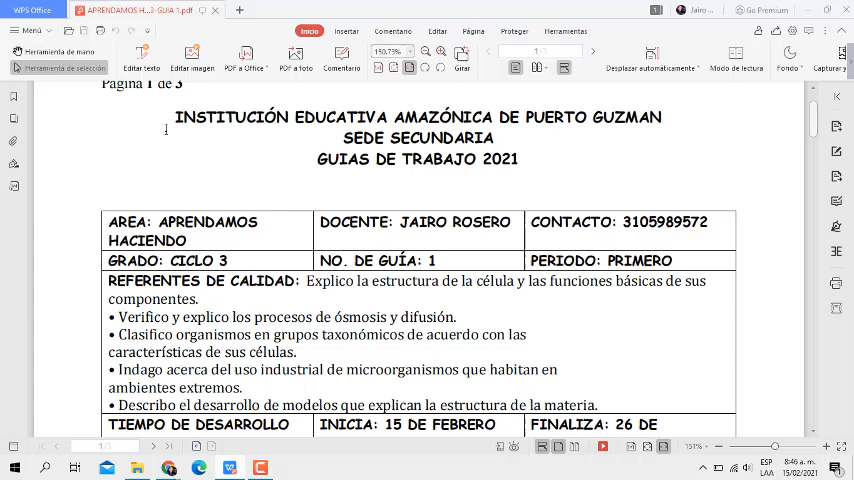 WPS Office
APRENDAMOS H...3-GUIA 1.pdf
1
Jairo ...
Go Premium
Menú
Inicio
Insertar
Comentario
Editar
Página
Proteger
Herramientas
Herramienta de mano
Herramienta de selección
Editar texto
Editar imagen
PDF a Office
PDF a foto
Comentario
150.73%
Girar
1/3
Desplazar automáticamente
Modo de lectura
Fondo
Capturar y
Página 1 de 3
INSTITUCIÓN EDUCATIVA AMAZÓNICA DE PUERTO GUZMAN
SEDE SECUNDARIA
GUIAS DE TRABAJO 2021
AREA: APRENDAMOS HACIENDO
DOCENTE: JAIRO ROSERO
CONTACTO: 3105989572
GRADO: CICLO 3
NO. DE GUÍA: 1
PERIODO: PRIMERO
REFERENTES DE CALIDAD: Explico la estructura de la célula y las funciones básicas de sus
componentes.
• Verifico y explico los procesos de ósmosis y difusión.
• Clasifico organismos en grupos taxonómicos de acuerdo con las
características de sus células.
• Indago acerca del uso industrial de microorganismos que habitan en
ambientes extremos.
• Describo el desarrollo de modelos que explican la estructura de la materia.
TIEMPO DE DESARROLLO
INICIA: 15 DE FEBRERO
FINALIZA: 26 DE
1/3
151%
ESP
LAA
8:46 a. m.
15/02/2021